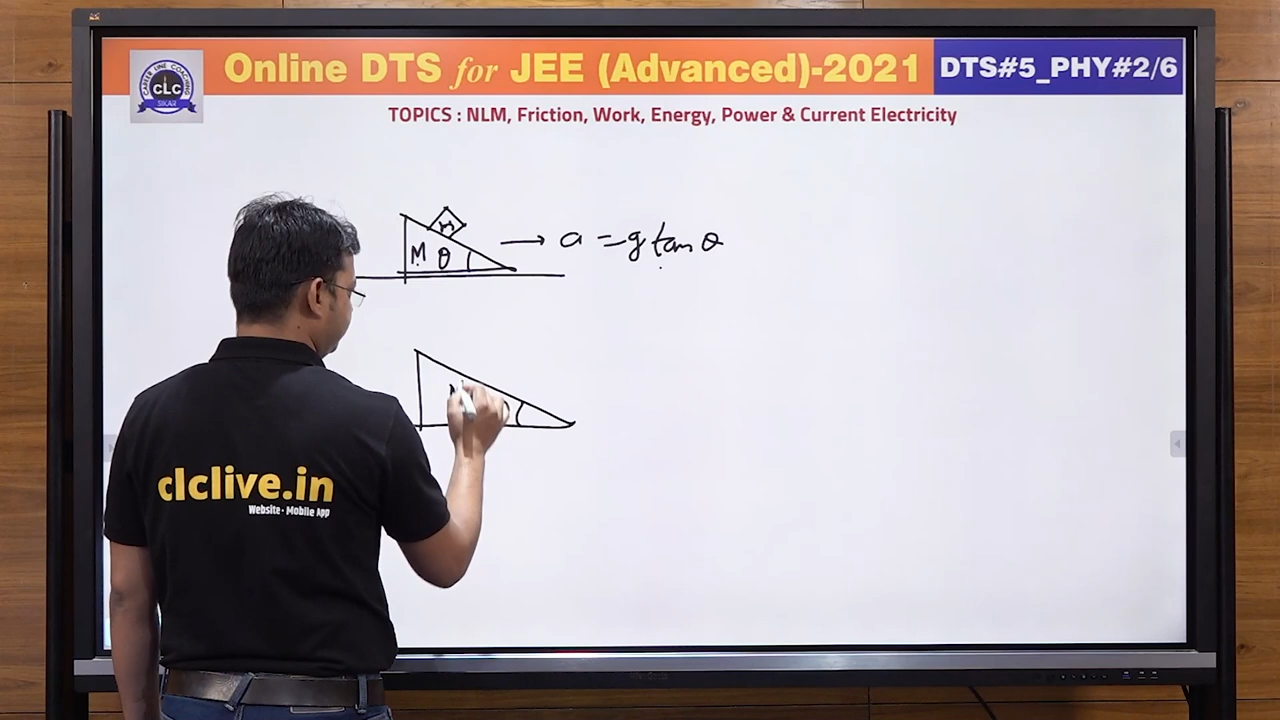 Online DTS for JEE (Advanced)-2021
DTS#5_PHY#2/6
CAREER LINE COACHING
CLC
SIKAR
TOPICS : NLM, Friction, Work, Energy, Power & Current Electricity
m
M θ → a = g tan θ
clclive.in
Website - Mobile App